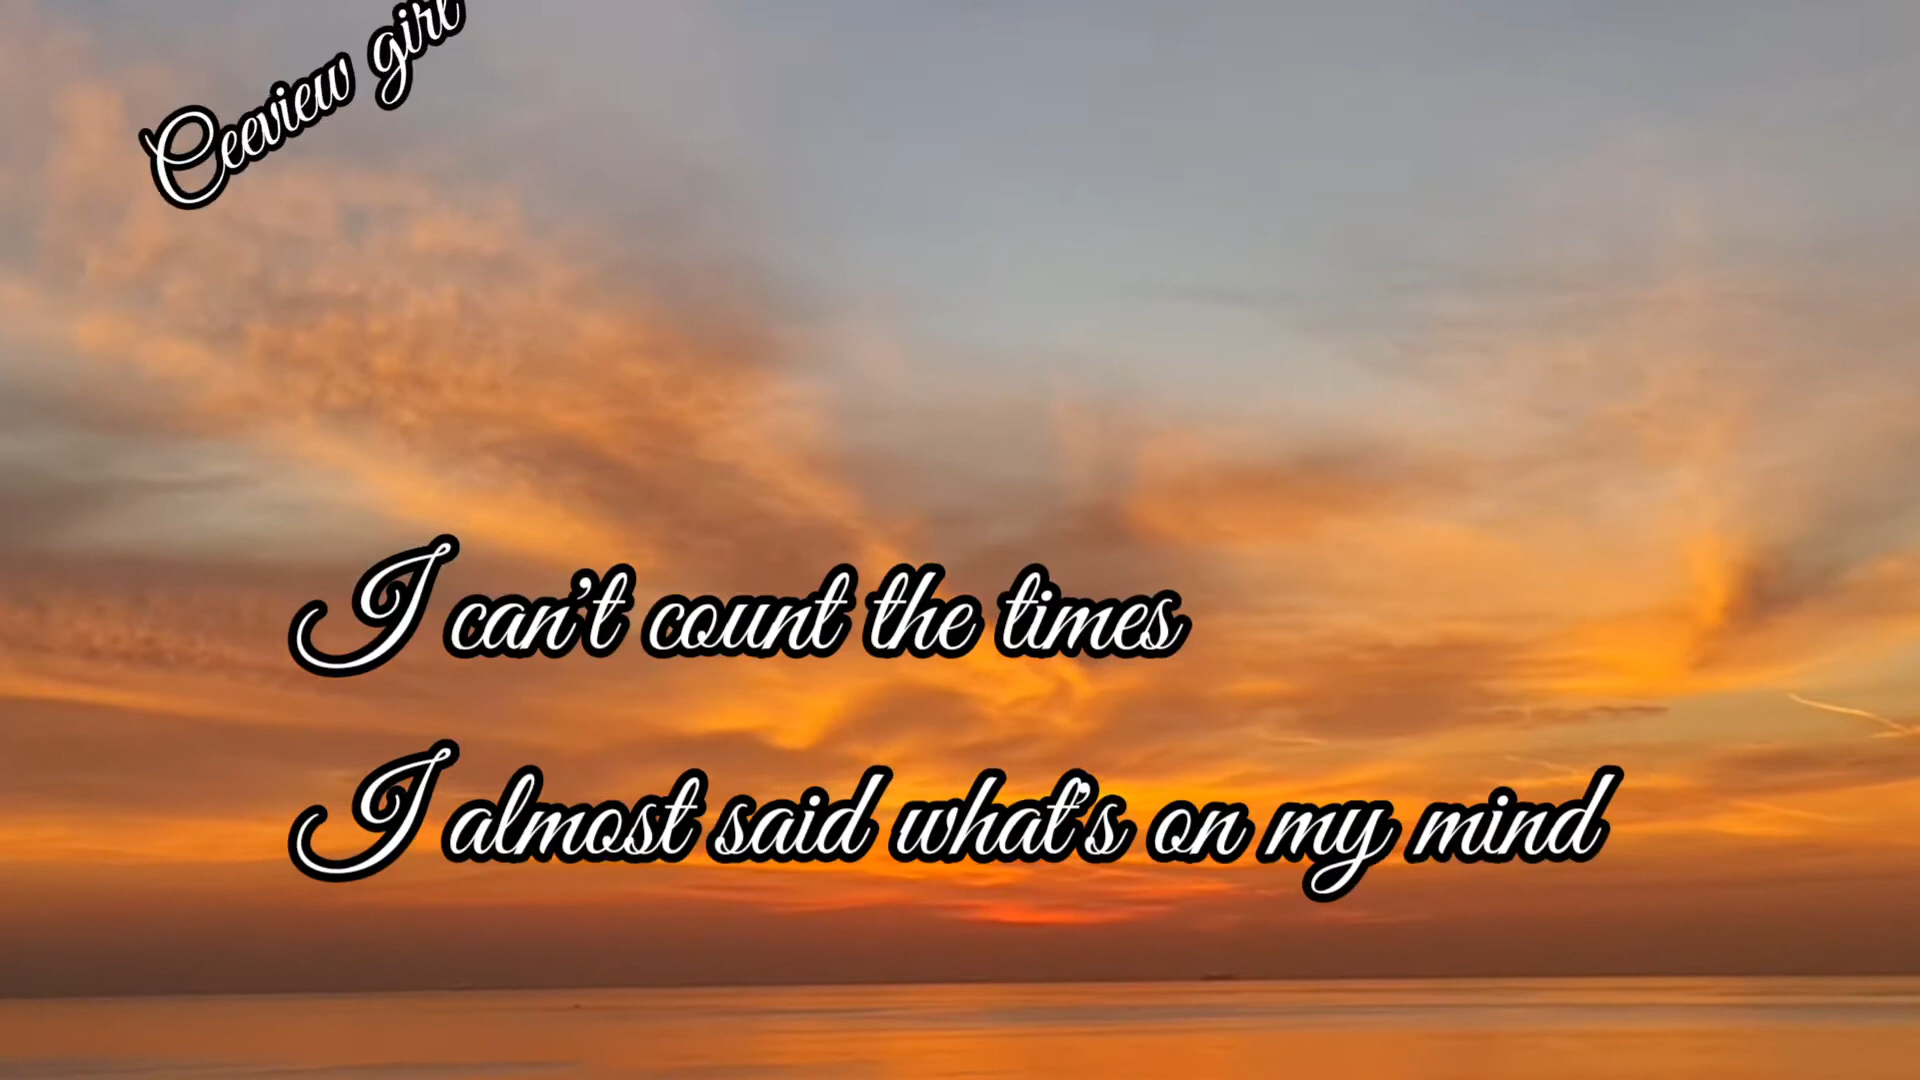 Ceeview girl
I can't count the times
I almost said what's on my mind